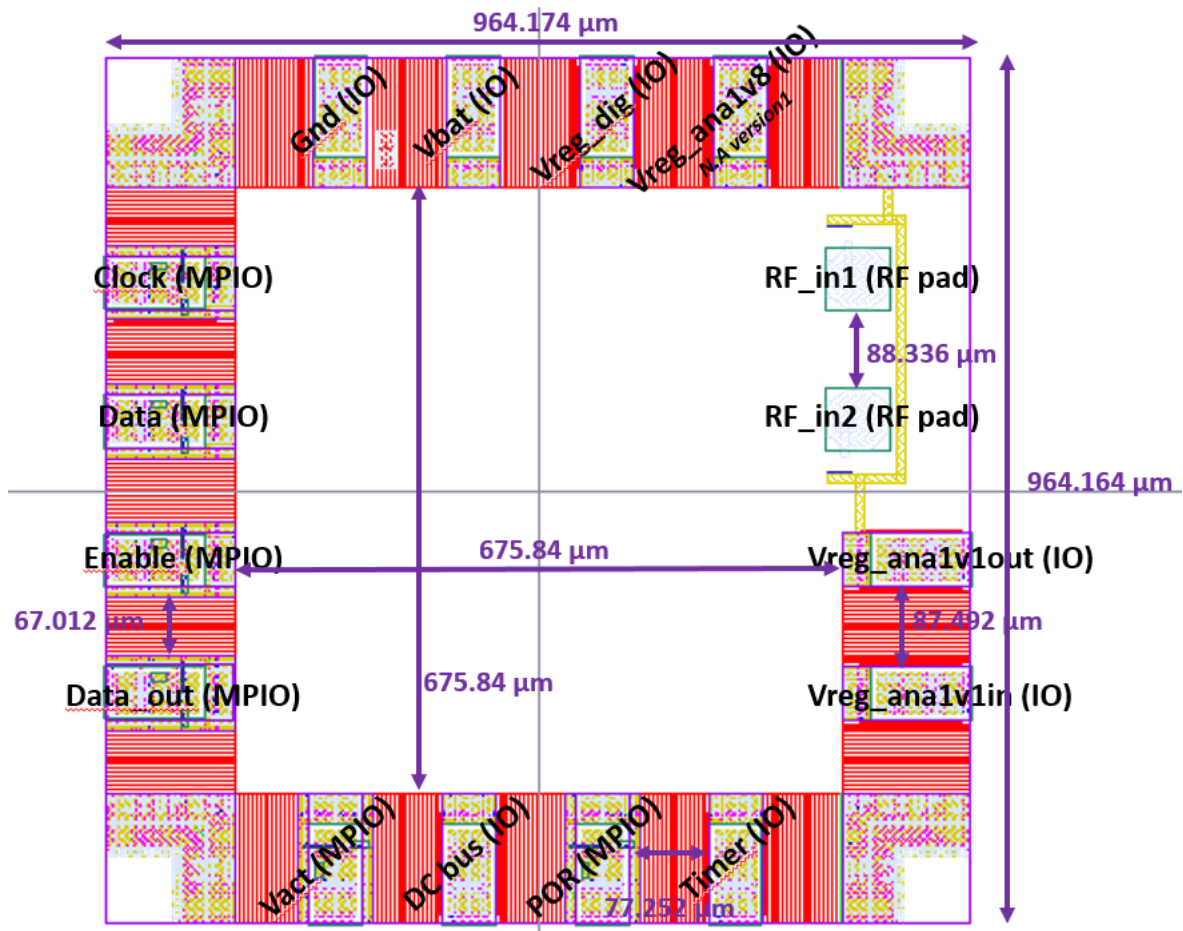 964.174 µm
Gnd (IO)
Vbat (IO)
Vreg_dig (IO)
Vreg_ana1v8 (IO)
N.A version1
Clock (MPIO)
RF_in1 (RF pad)
88.336 µm
Data (MPIO)
RF_in2 (RF pad)
964.164 µm
Enable (MPIO)
675.84 µm
Vreg_ana1v1out (IO)
67.012 µm
87.492 µm
675.84 µm
Data_out (MPIO)
Vreg_ana1v1in (IO)
Vact (MPIO)
DC bus (IO)
POR (MPIO)
Timer (IO)
77.252 µm